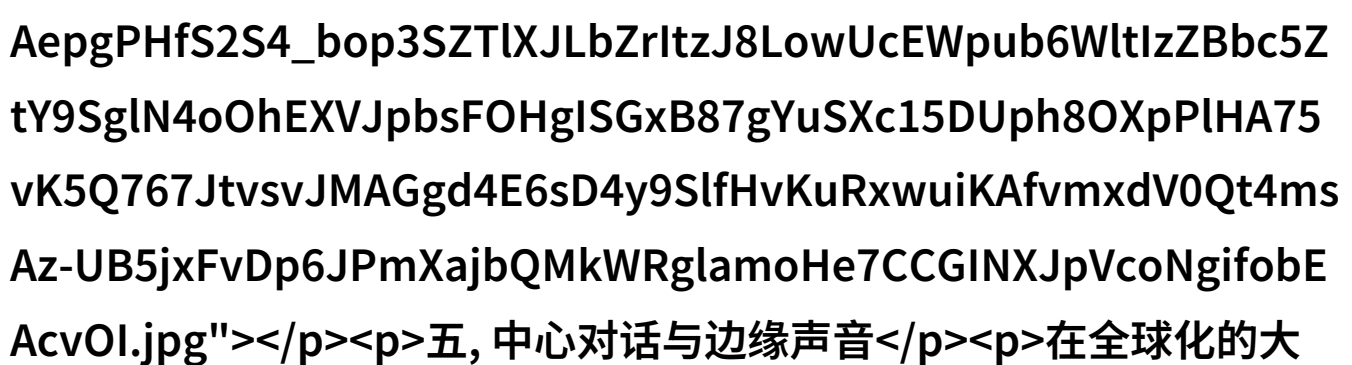 AepgPHfS2S4_bop3SZTlXJLbZrItzJ8LowUcEWpub6WltIzZBbc5Z
tY9SglN4oOhEXVJpbsFOHgISGxB87gYuSXc15DUph8OXpPlHA75
vK5Q767JtvsvJMAGgd4E6sD4y9SlfHvKuRxwuiKAfvmxdV0Qt4ms
Az-UB5jxFvDp6JPmXajbQMkWRglamoHe7CCGINXJpVcoNgifobE
AcvOI.jpg"></p><p>五, 中心对话与边缘声音</p><p>在全球化的大